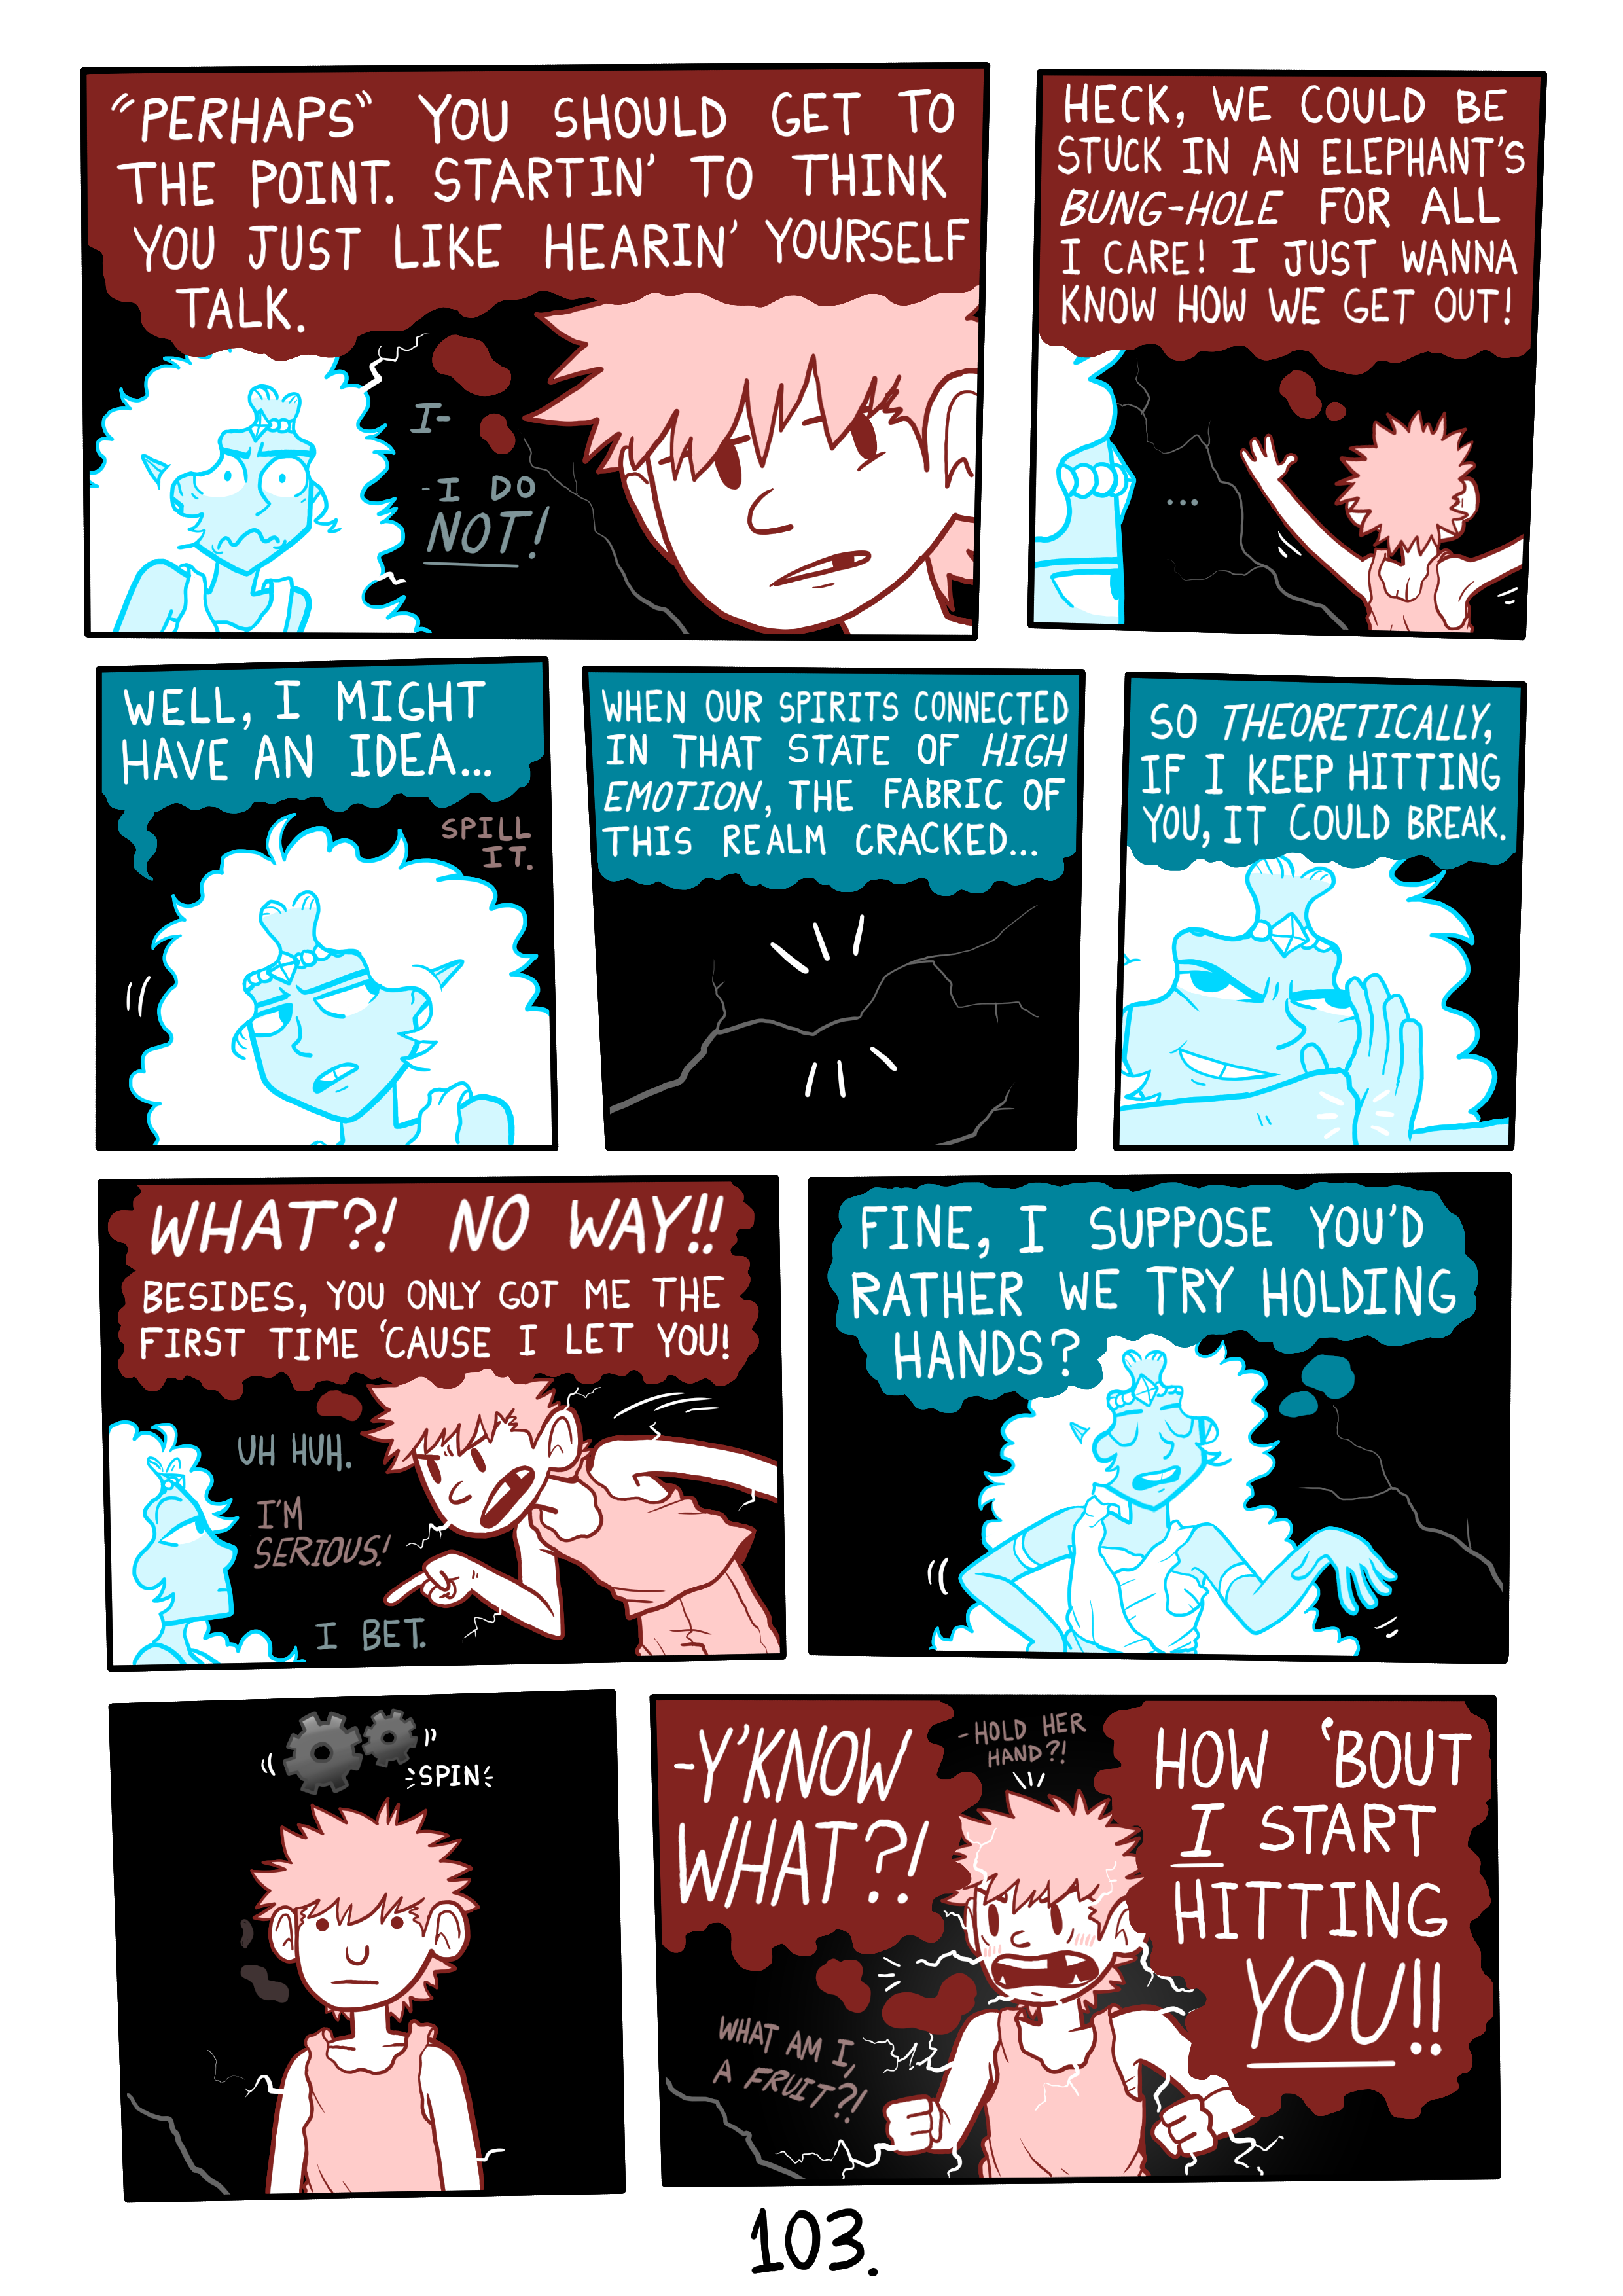 "PERHAPS" YOU SHOULD GET TO
THE POINT. STARTIN' TO THINK
YOU JUST LIKE HEARIN' YOURSELF
TALK.
I-
-I DO
NOT!
HECK, WE COULD BE
STUCK IN AN ELEPHANT'S
BUNG-HOLE FOR ALL
I CARE! I JUST WANNA
KNOW HOW WE GET OUT!
...
WELL, I MIGHT
HAVE AN IDEA...
SPILL
IT.
WHEN OUR SPIRITS CONNECTED
IN THAT STATE OF HIGH
EMOTION, THE FABRIC OF
THIS REALM CRACKED...
SO THEORETICALLY,
IF I KEEP HITTING
YOU, IT COULD BREAK.
WHAT?! NO WAY!!
BESIDES, YOU ONLY GOT ME THE
FIRST TIME 'CAUSE I LET YOU!
UH HUH.
I'M
SERIOUS!
I BET.
FINE, I SUPPOSE YOU'D
RATHER WE TRY HOLDING
HANDS?
SPIN
-Y'KNOW
WHAT?!
-HOLD HER
HAND?!
WHAT AM I,
A FRUIT?!
HOW 'BOUT
I START
HITTING
YOU!!
103.